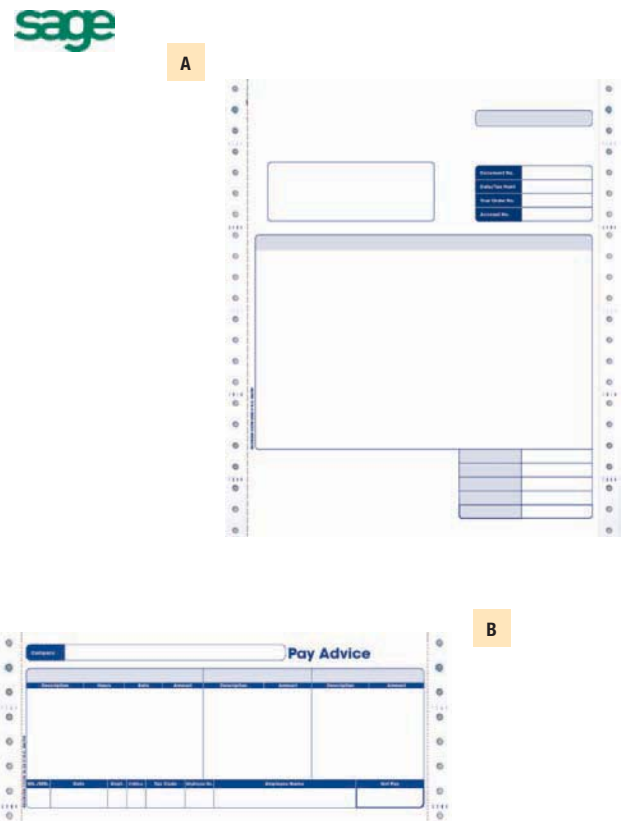 sage
A
Document No.
Date/Tax Point
Your Order No.
Account No.
B
Company
Pay Advice
Description Hours Rate Amount Description Amount Description Amount
Date Dept. Tax Code Employee Name Net Pay